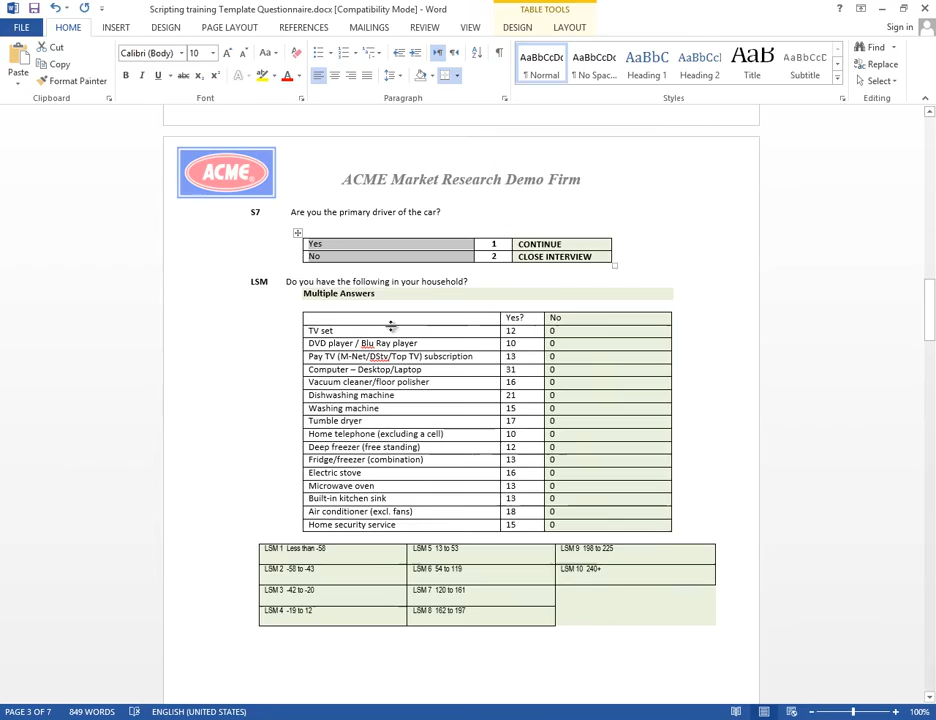 Scripting training Template Questionnaire.docx [Compatibility Mode] - Word
TABLE TOOLS
? 
FILE HOME INSERT DESIGN PAGE LAYOUT REFERENCES MAILINGS REVIEW VIEW DESIGN LAYOUT Sign in
Paste
Cut
Copy
Format Painter
Clipboard
Calibri (Body) 10 A A Aa
B I U abc x₂ x² A A
Font
Paragraph
AaBbCcDc AaBbCcDc AaBbC AaBbCcI AaB AaBbCcD
¶ Normal ¶ No Spac... Heading 1 Heading 2 Title Subtitle
Styles
Find
Replace
Select
Editing
ACME
ACME Market Research Demo Firm
S7 Are you the primary driver of the car?
Yes 1 CONTINUE
No 2 CLOSE INTERVIEW
LSM Do you have the following in your household?
Multiple Answers
Yes? No
TV set 12 0
DVD player / Blu Ray player 10 0
Pay TV (M-Net/DStv/Top TV) subscription 13 0
Computer – Desktop/Laptop 31 0
Vacuum cleaner/floor polisher 16 0
Dishwashing machine 21 0
Washing machine 15 0
Tumble dryer 17 0
Home telephone (excluding a cell) 10 0
Deep freezer (free standing) 12 0
Fridge/freezer (combination) 13 0
Electric stove 16 0
Microwave oven 13 0
Built-in kitchen sink 13 0
Air conditioner (excl. fans) 18 0
Home security service 15 0
LSM 1 Less than -58 LSM 5 13 to 53 LSM 9 198 to 225
LSM 2 -58 to -43 LSM 6 54 to 119 LSM 10 240+
LSM 3 -42 to -20 LSM 7 120 to 161
LSM 4 -19 to 12 LSM 8 162 to 197
PAGE 3 OF 7 849 WORDS ENGLISH (UNITED STATES) 100%